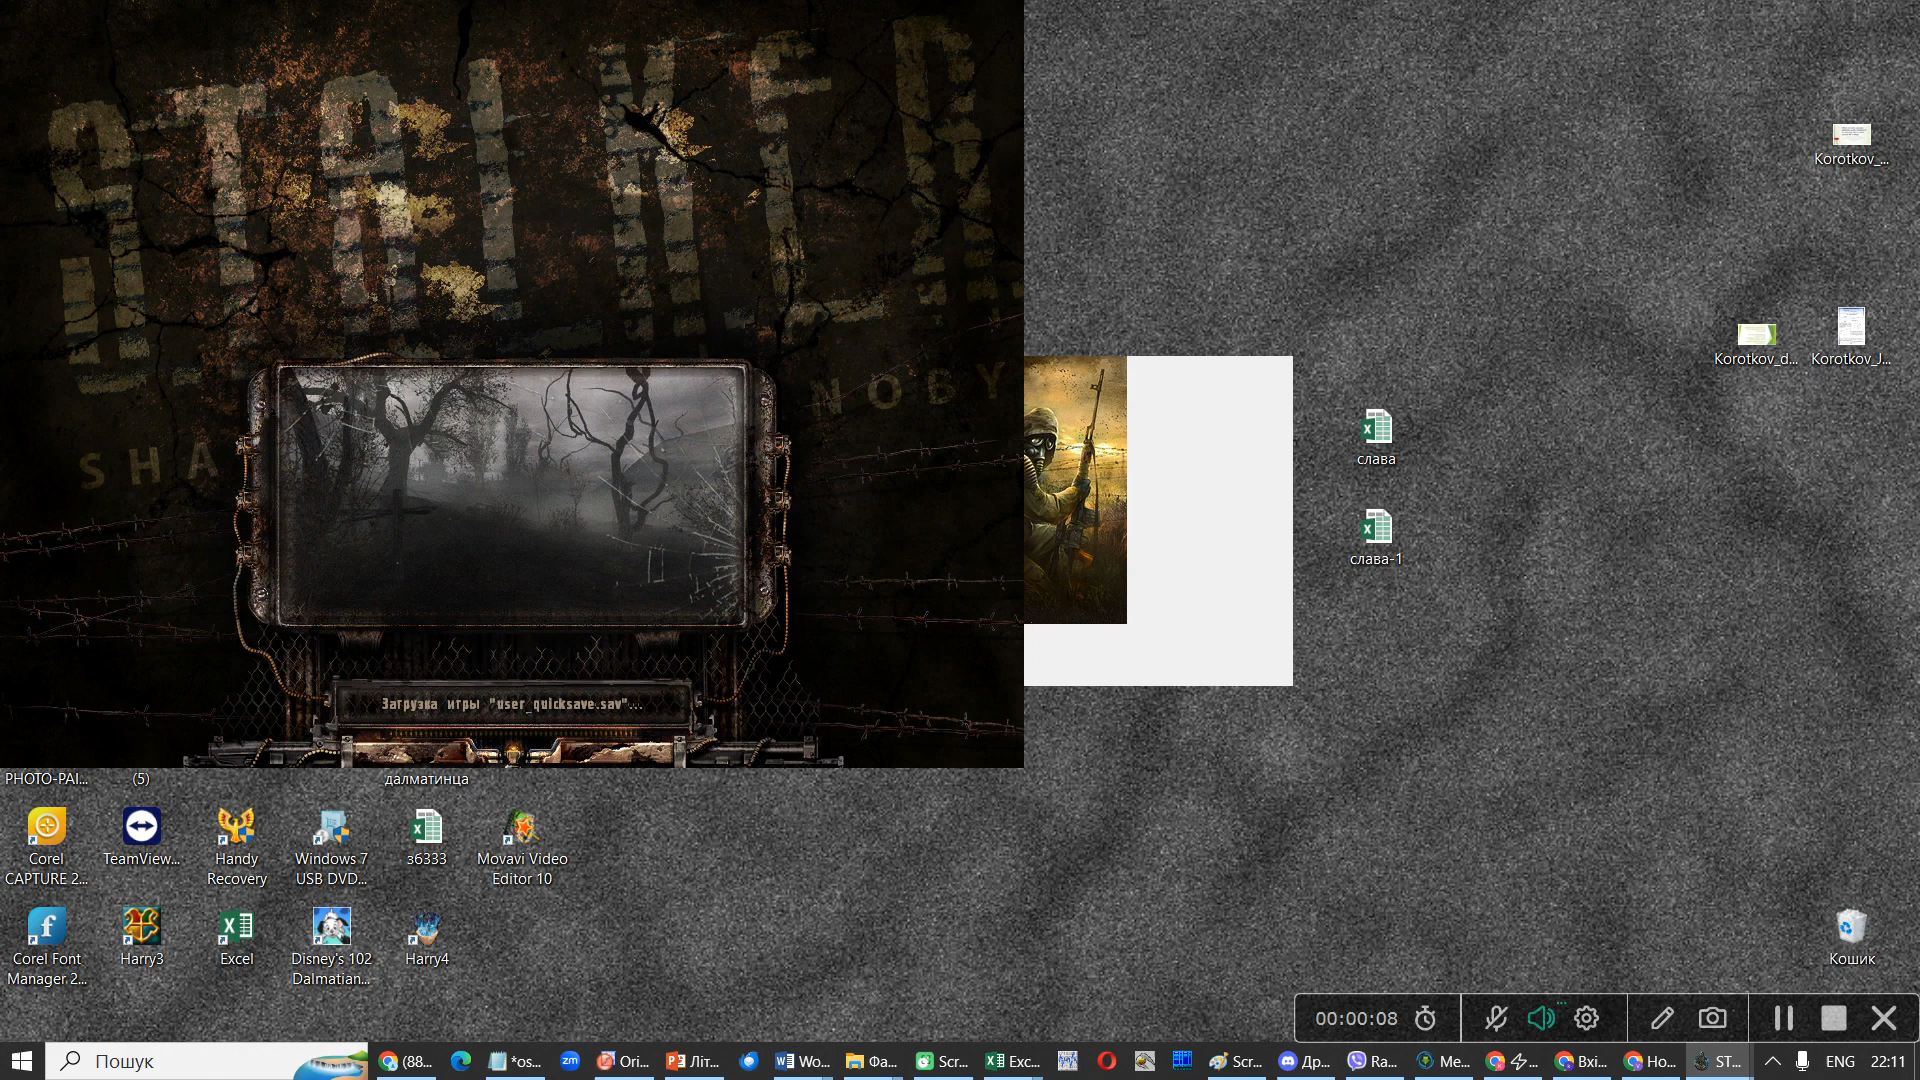 STALKER
SHA
NOBY
Загрузка игры "user_quicksave.sav"...
Korotkov_...
Korotkov_d...
Korotkov_J...
слава
слава-1
PHOTO-PAI...
(5)
далматинца
Corel
CAPTURE 2...
TeamView...
Handy
Recovery
Windows 7
USB DVD...
з6333
Movavi Video
Editor 10
Corel Font
Manager 2...
Harry3
Excel
Disney's 102
Dalmatian...
Harry4
Кошик
00:00:08
Пошук
(88...
*os...
zm
Ori...
Літ...
Wo...
Фа...
Scr...
Exc...
Scr...
Др...
Ra...
Me...
Вхі...
Но...
ST...
ENG
22:11